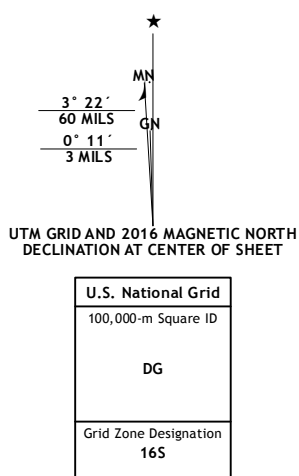 ★
MN
3° 22´
60 MILS
GN
0° 11´
3 MILS
UTM GRID AND 2016 MAGNETIC NORTH
DECLINATION AT CENTER OF SHEET
U.S. National Grid
100,000-m Square ID
DG
Grid Zone Designation
16S